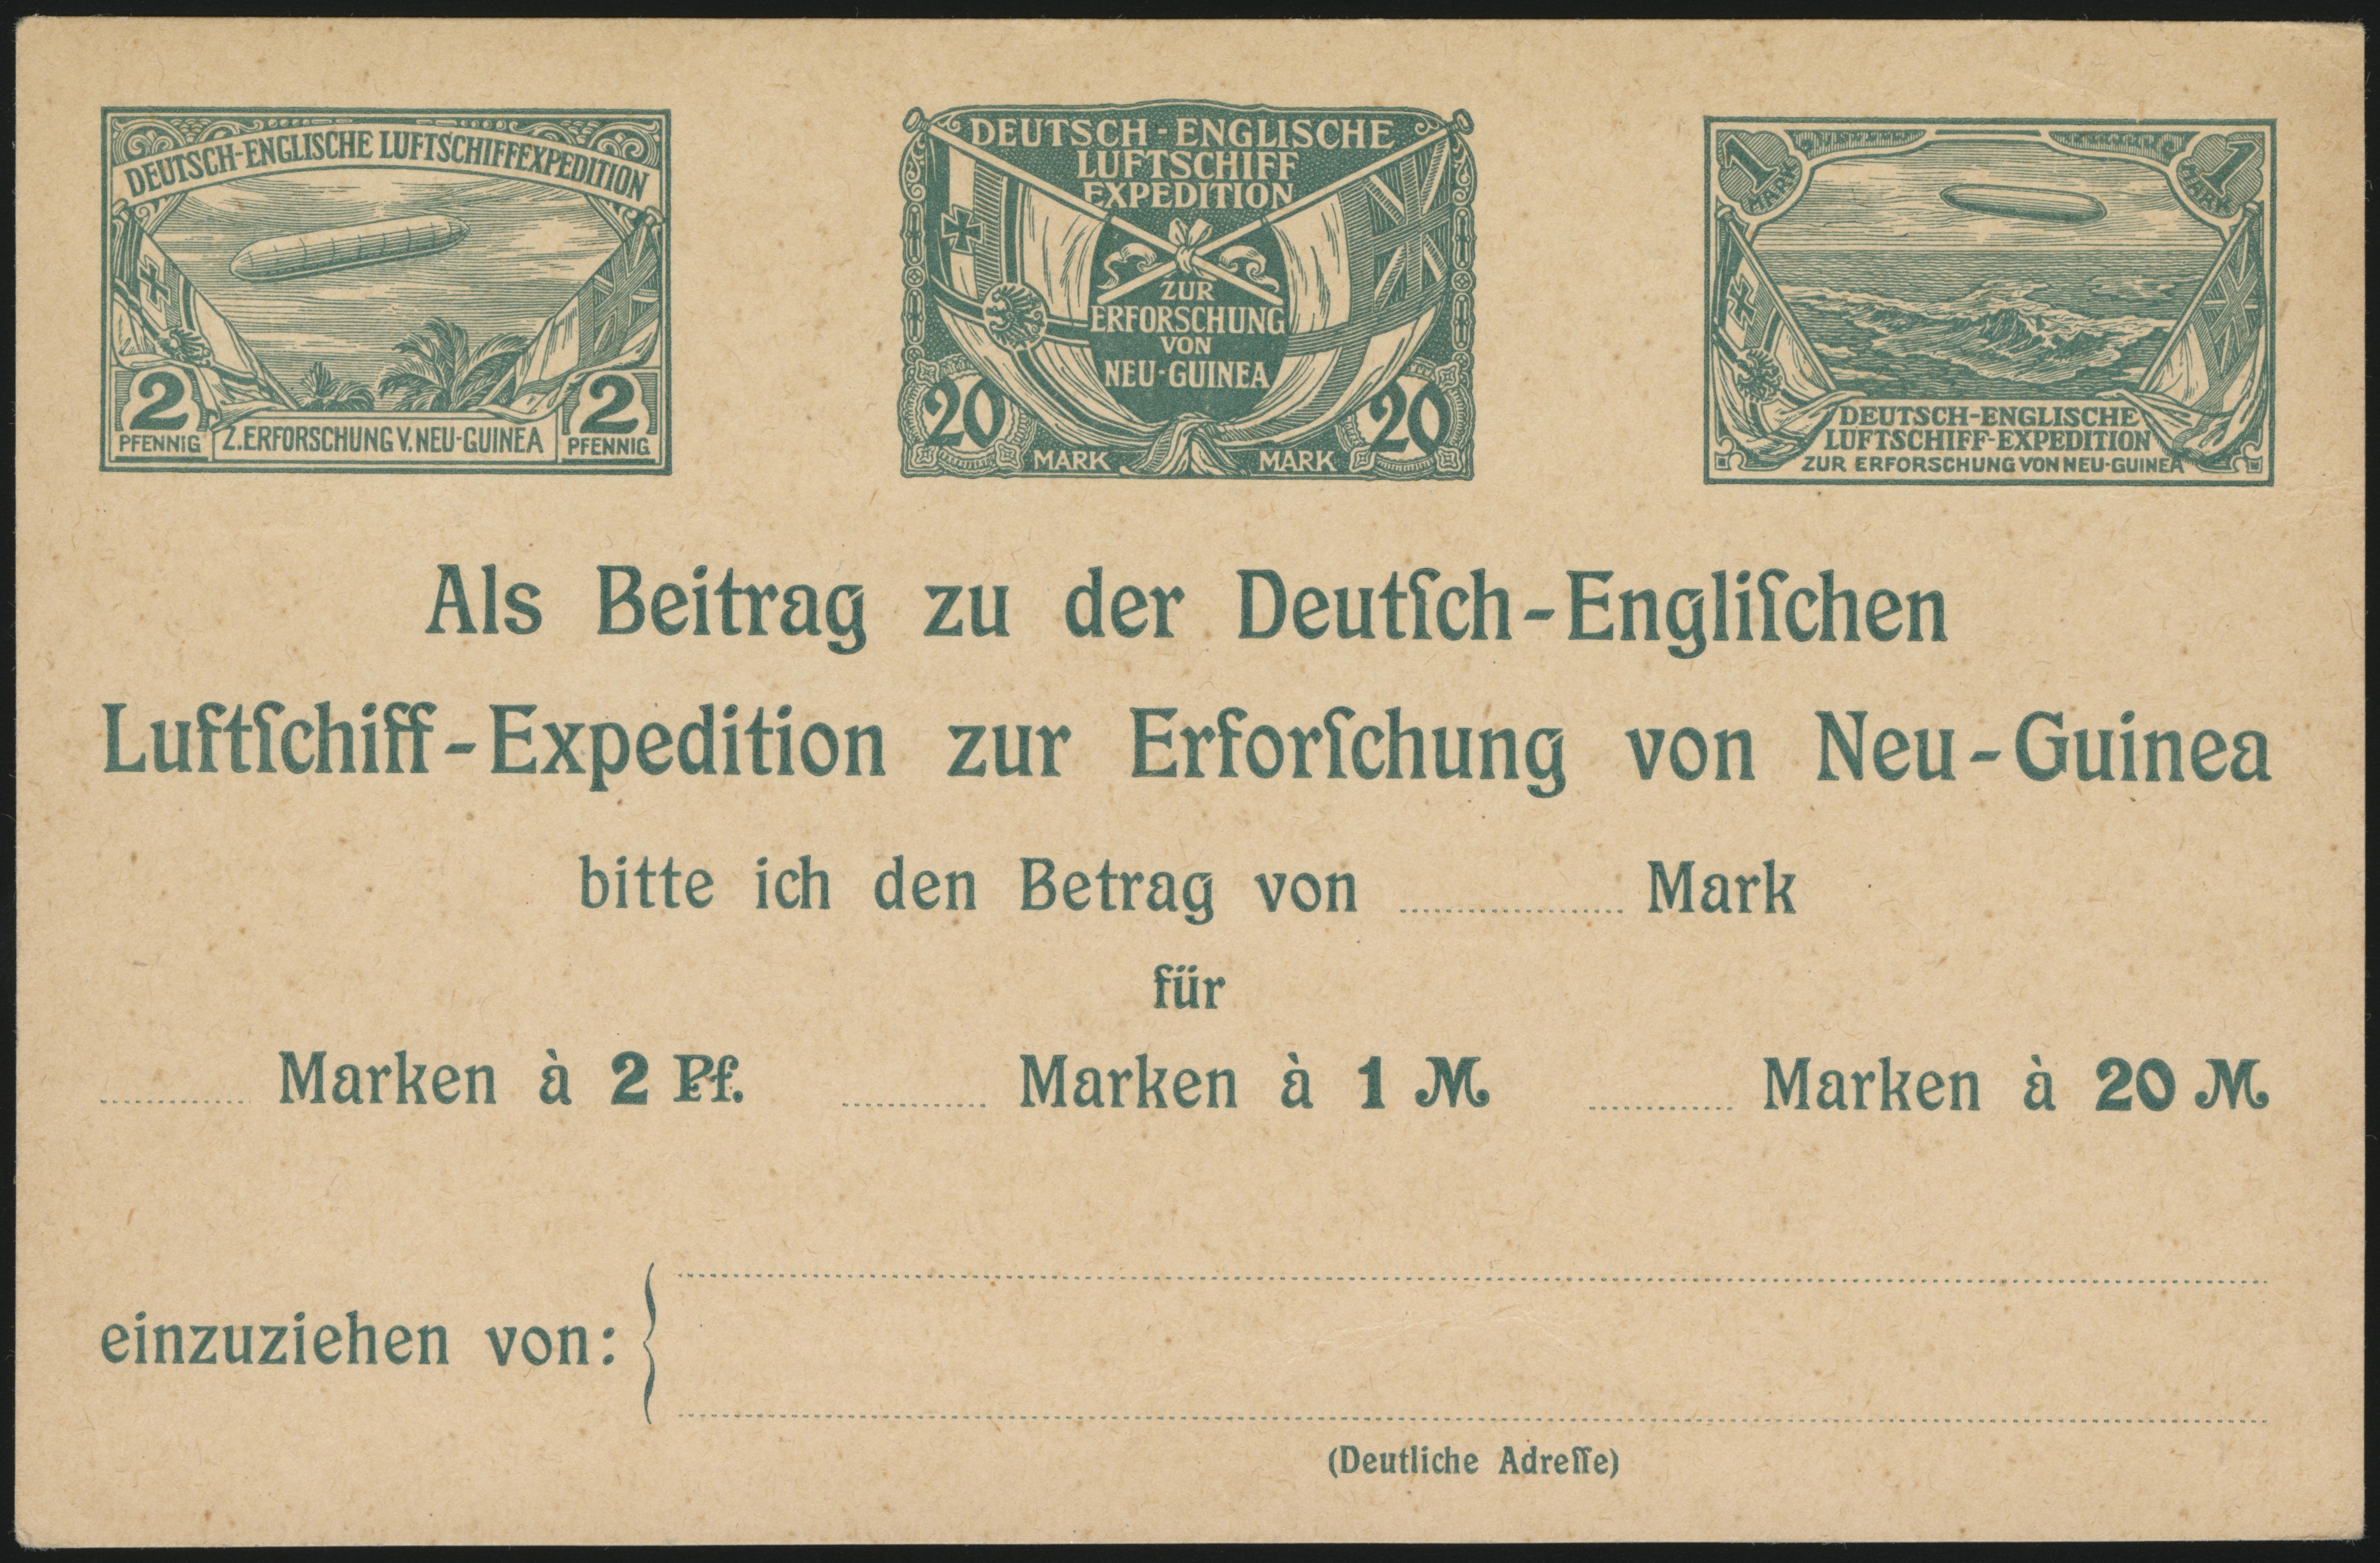 DEUTSCH-ENGLISCHE LUFTSCHIFFEXPEDITION
2 PFENNIG
Z. ERFORSCHUNG V. NEU-GUINEA
2 PFENNIG
DEUTSCH-ENGLISCHE
LUFTSCHIFF
EXPEDITION
ZUR
ERFORSCHUNG
VON
NEU-GUINEA
20 20
MARK MARK
1 MARK
1 MARK
DEUTSCH-ENGLISCHE
LUFTSCHIFF-EXPEDITION
ZUR ERFORSCHUNG VON NEU-GUINEA
Als Beitrag zu der Deutſch-Engliſchen
Luftſchiff-Expedition zur Erforſchung von Neu-Guinea
bitte ich den Betrag von ............ Mark
für
............ Marken à 2 Pf. ............ Marken à 1 M ............ Marken à 20 M
einzuziehen von:
(Deutliche Adreſſe)